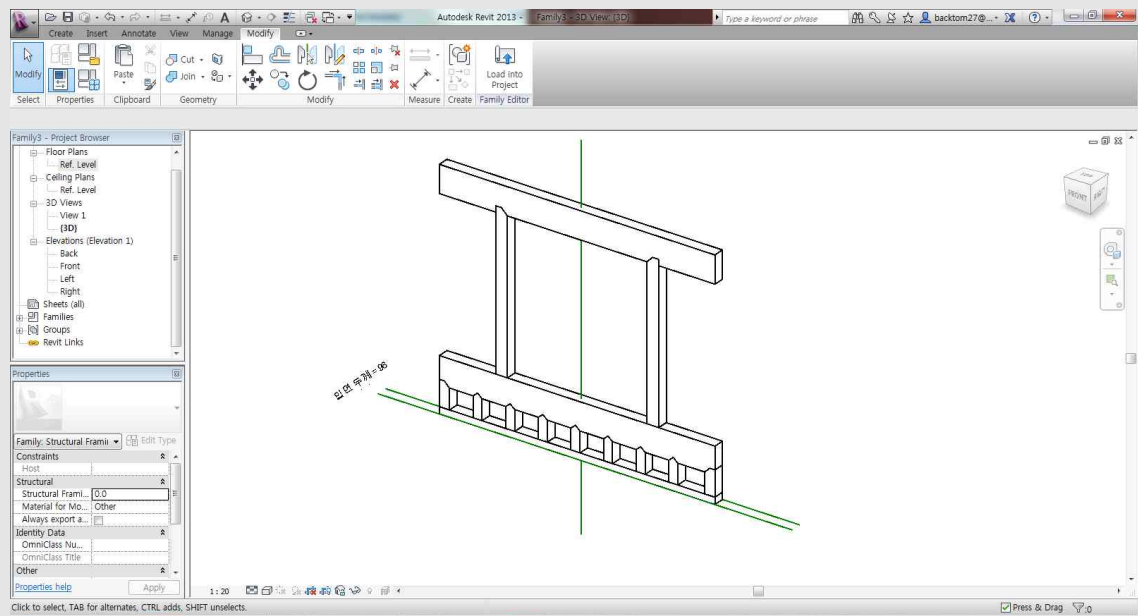 Autodesk Revit 2013 - Family3 - 3D View: {3D}
Type a keyword or phrase
backtom27@...
Create Insert Annotate View Manage Modify
Modify
Paste
Cut
Join
Load into
Project
Select Properties Clipboard Geometry Modify Measure Create Family Editor
Family3 - Project Browser
Floor Plans
Ref. Level
Ceiling Plans
Ref. Level
3D Views
View 1
{3D}
Elevations (Elevation 1)
Back
Front
Left
Right
Sheets (all)
Families
Groups
Revit Links
Properties
Family: Structural Framin
Edit Type
Constraints
Host
Structural
Structural Frami... 0.0
Material for Mo... Other
Always export a...
Identity Data
OmniClass Nu...
OmniClass Title
Other
Properties help
Apply
= 96
FRONT
1 : 20
Click to select, TAB for alternates, CTRL adds, SHIFT unselects.
Press & Drag
:0